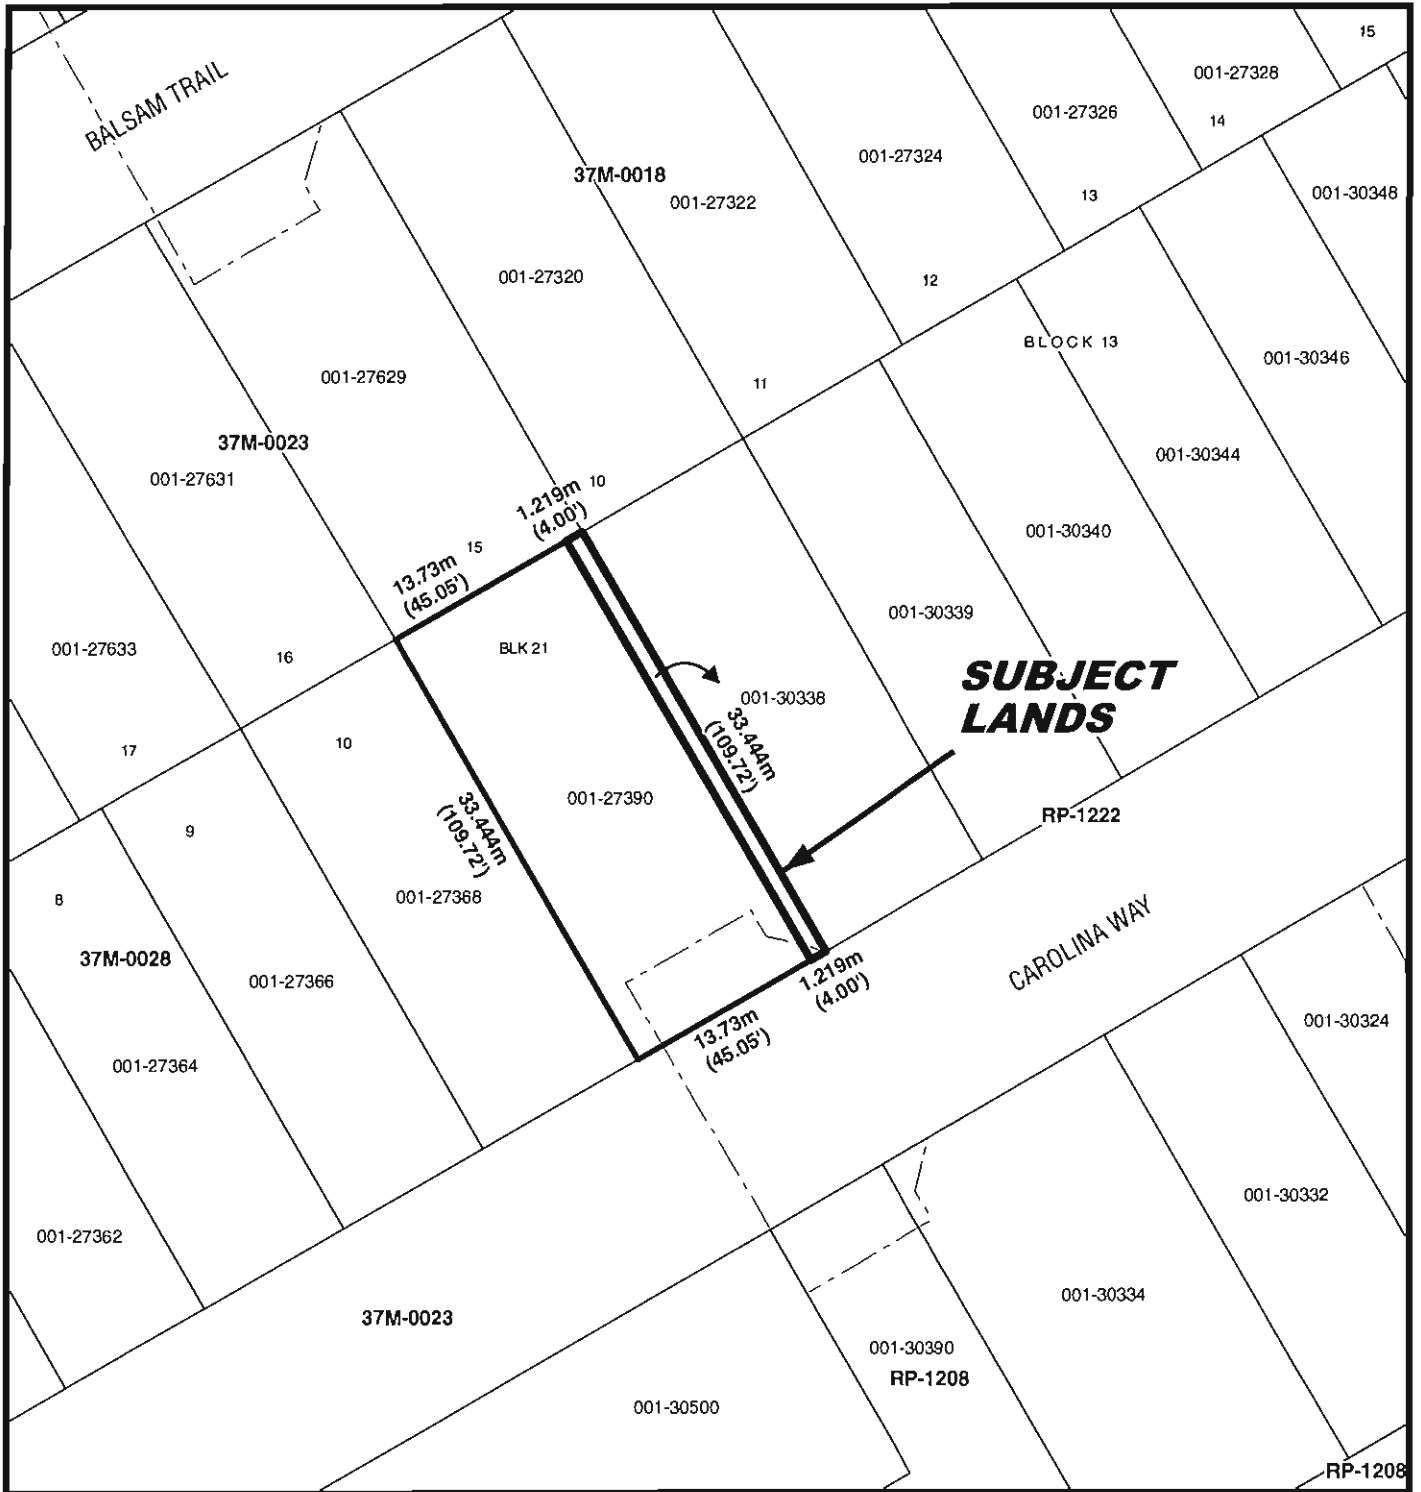 15
001-27328
BALSAM TRAIL
001-27326
14
001-27324
37M-0018
13
001-30348
001-27322
001-27320
12
BLOCK 13
001-30346
001-27629
11
37M-0023
001-30344
001-27631
10
1.219m
(4.00')
001-30340
15
13.73m
(45.05')
001-30339
001-27633
16
BLK 21
SUBJECT
LANDS
001-30338
33.444m
(109.72')
17
10
001-27390
RP-1222
33.444m
(109.72')
9
8
001-27368
CAROLINA WAY
37M-0028
001-27366
1.219m
(4.00')
13.73m
(45.05')
001-30324
001-27364
001-30332
001-27362
001-30334
37M-0023
001-30390
RP-1208
001-30500
RP-1208